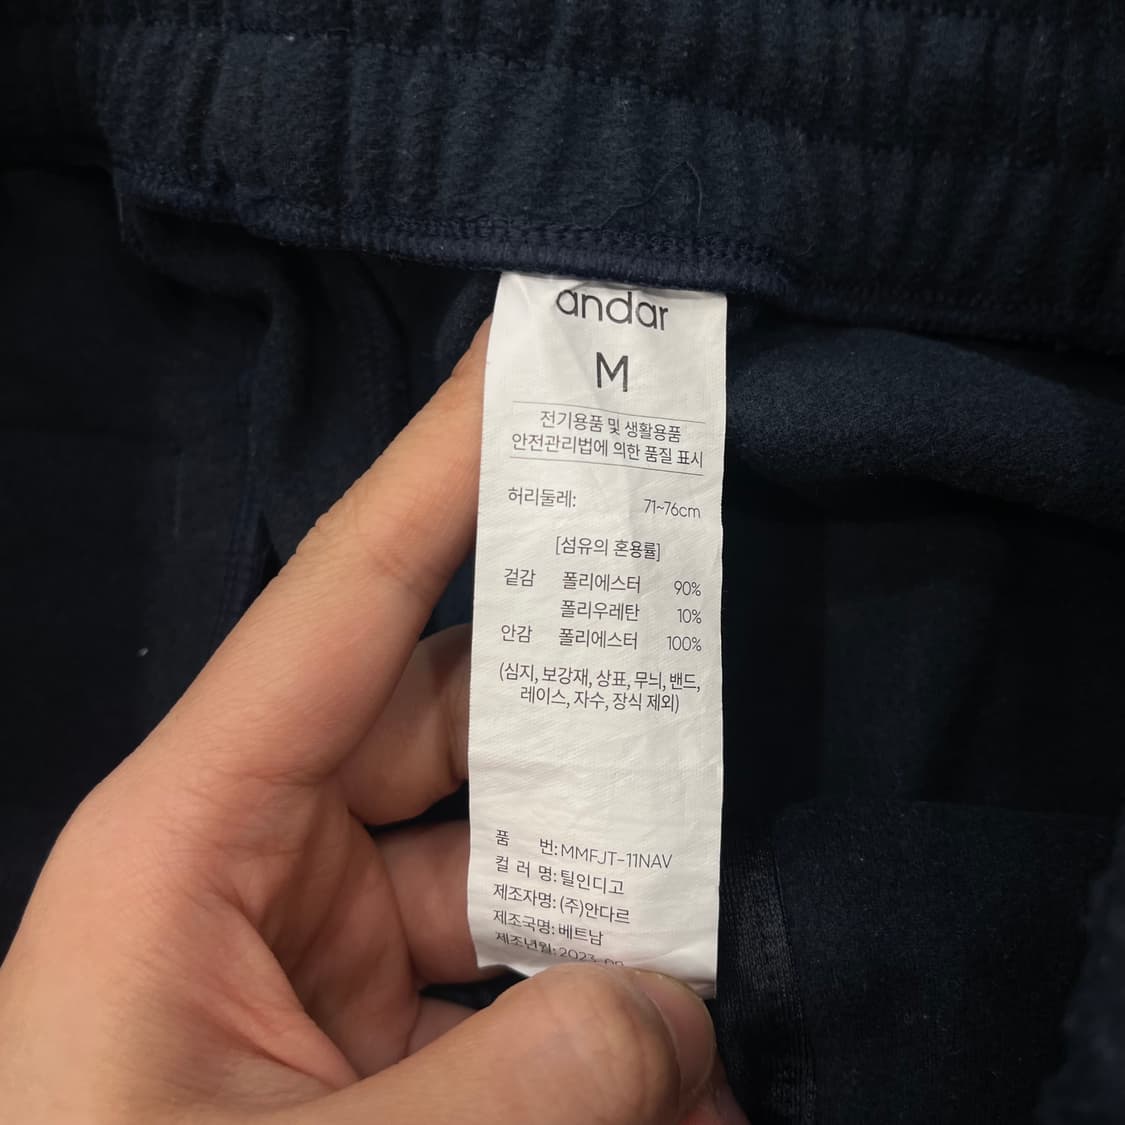 andar
M
전기용품 및 생활용품
안전관리법에 의한 품질 표시
허리둘레: 71~76cm
[섬유의 혼용률]
겉감 폴리에스터 90%
폴리우레탄 10%
안감 폴리에스터 100%
(심지, 보강재, 상표, 무늬, 밴드,
레이스, 자수, 장식 제외)
품 번: MMFJT-11NAV
컬 러 명: 틸인디고
제조자명: (주)안다르
제조국명: 베트남
제조년월: 2023.